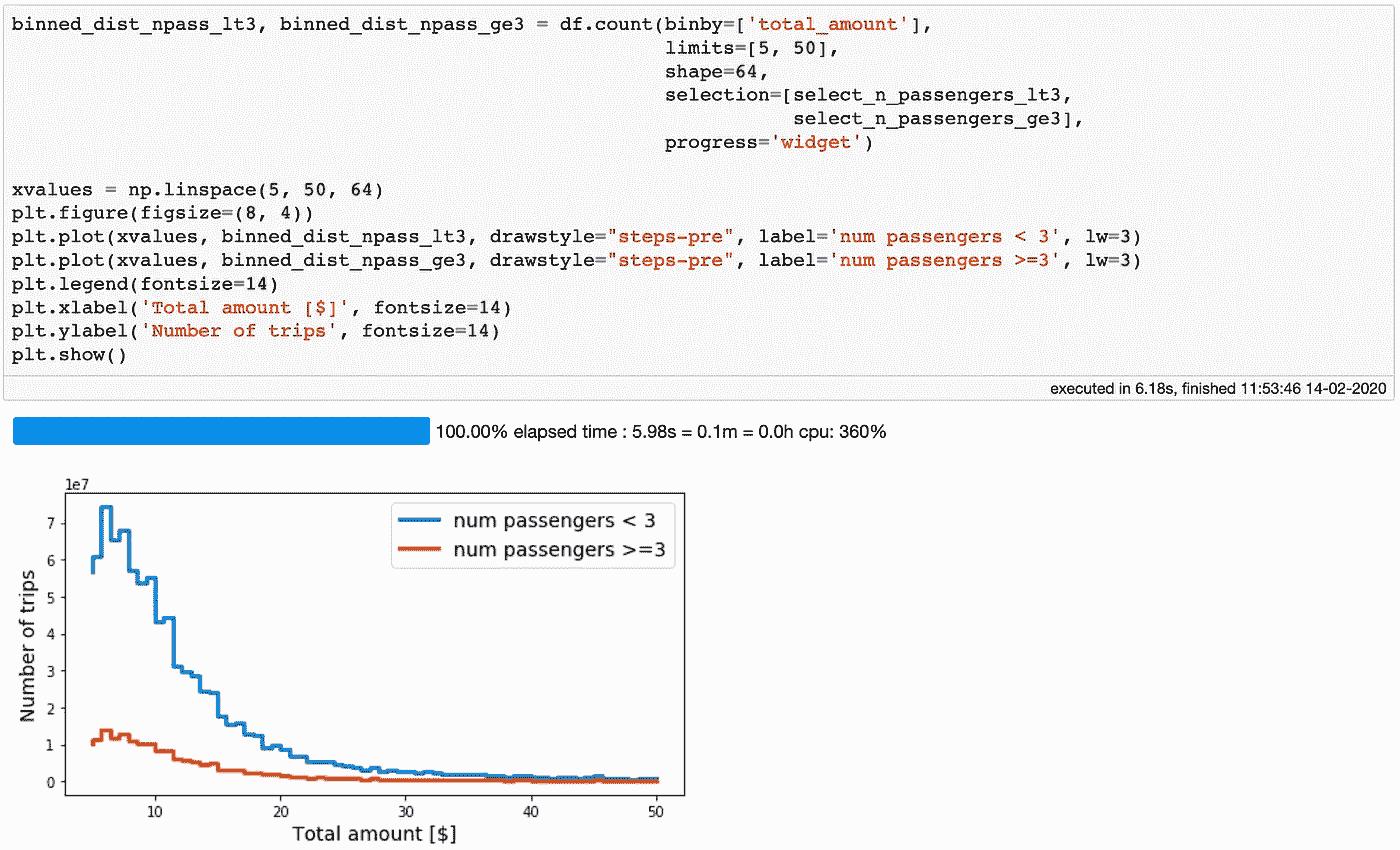 binned_dist_npass_lt3, binned_dist_npass_ge3 = df.count(binby=['total_amount'],
limits=[5, 50],
shape=64,
selection=[select_n_passengers_lt3,
select_n_passengers_ge3],
progress='widget')
xvalues = np.linspace(5, 50, 64)
plt.figure(figsize=(8, 4))
plt.plot(xvalues, binned_dist_npass_lt3, drawstyle="steps-pre", label='num passengers < 3', lw=3)
plt.plot(xvalues, binned_dist_npass_ge3, drawstyle="steps-pre", label='num passengers >=3', lw=3)
plt.legend(fontsize=14)
plt.xlabel('Total amount [$]', fontsize=14)
plt.ylabel('Number of trips', fontsize=14)
plt.show()
executed in 6.18s, finished 11:53:46 14-02-2020
100.00% elapsed time : 5.98s = 0.1m = 0.0h cpu: 360%
1e7
num passengers < 3
num passengers >=3
7
6
5
4
3
2
1
0
Number of trips
10 20 30 40 50
Total amount [$]